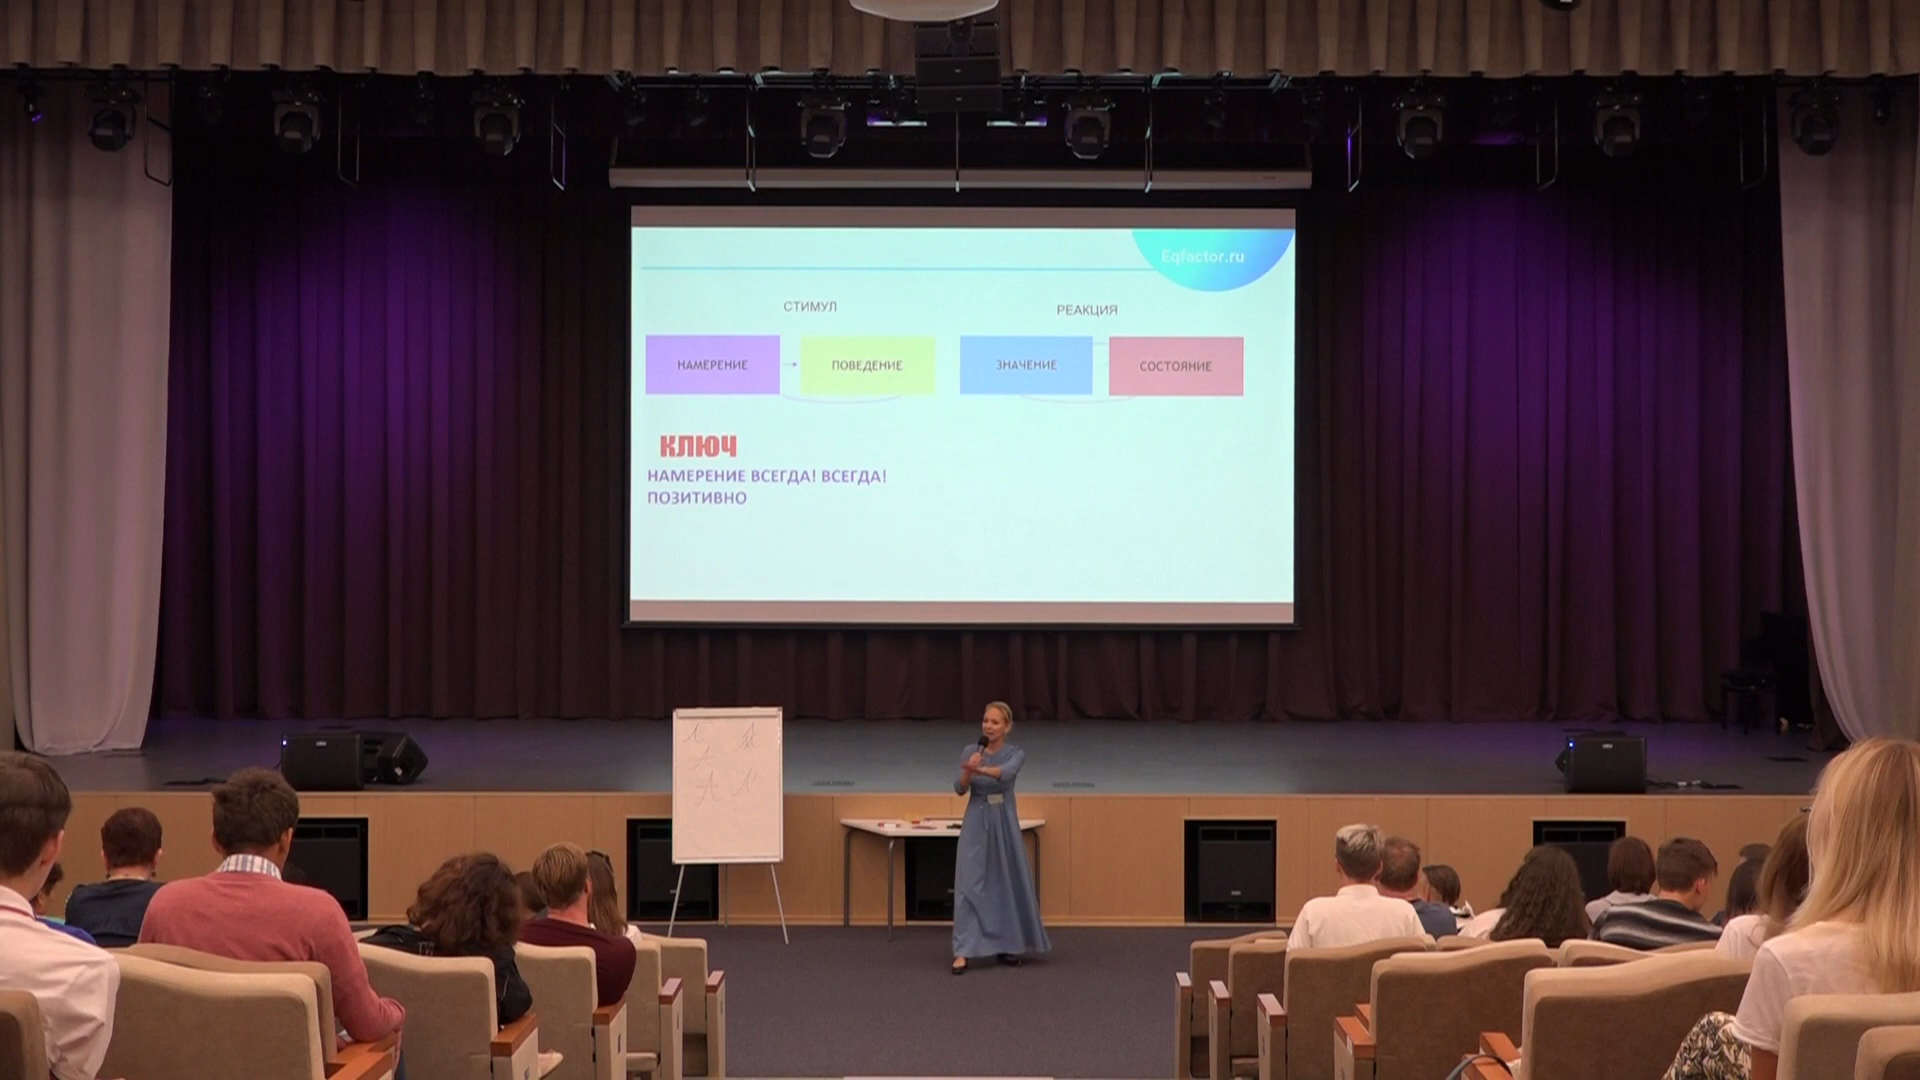 Eqfactor.ru
СТИМУЛ
РЕАКЦИЯ
НАМЕРЕНИЕ
ПОВЕДЕНИЕ
ЗНАЧЕНИЕ
СОСТОЯНИЕ
КЛЮЧ
НАМЕРЕНИЕ ВСЕГДА! ВСЕГДА!
ПОЗИТИВНО